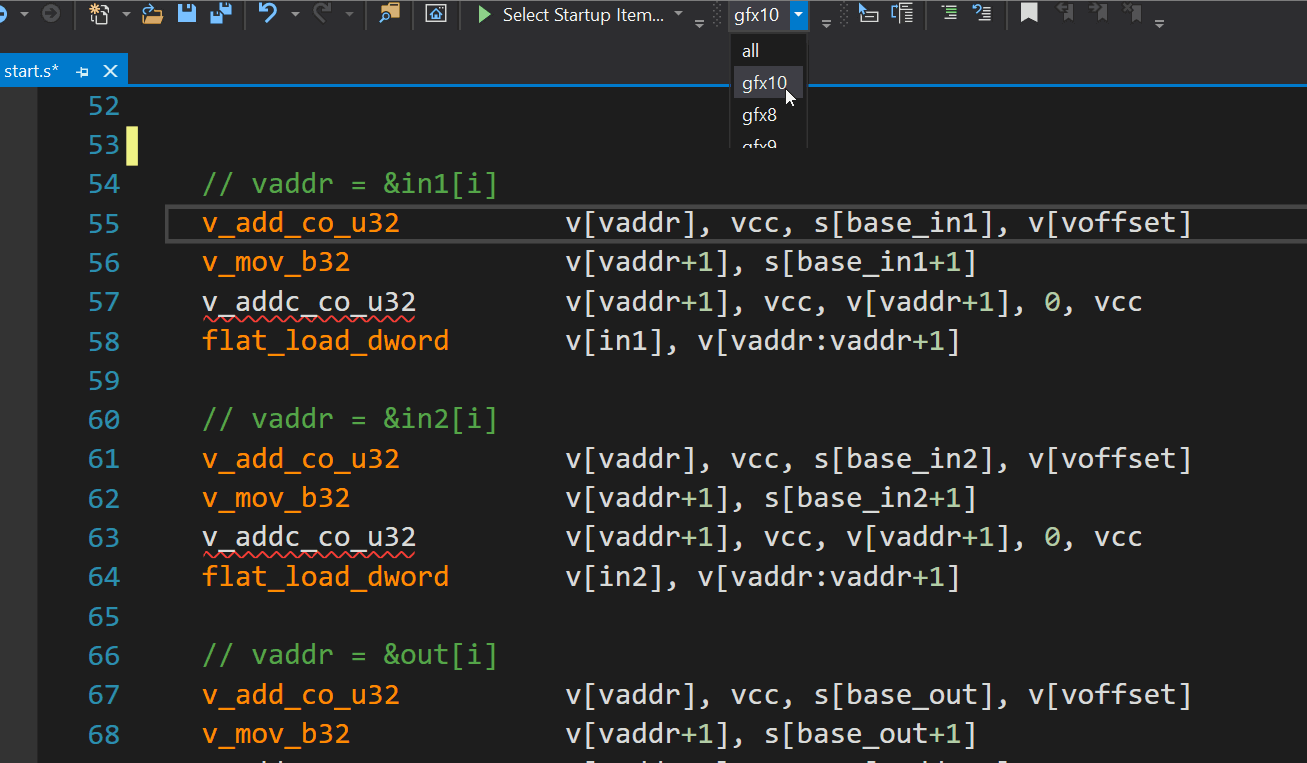 Select Startup Item...
gfx10
all
start.s*
gfx10
gfx8
gfx9
52
53
54 // vaddr = &in1[i]
55 v_add_co_u32 v[vaddr], vcc, s[base_in1], v[voffset]
56 v_mov_b32 v[vaddr+1], s[base_in1+1]
57 v_addc_co_u32 v[vaddr+1], vcc, v[vaddr+1], 0, vcc
58 flat_load_dword v[in1], v[vaddr:vaddr+1]
59
60 // vaddr = &in2[i]
61 v_add_co_u32 v[vaddr], vcc, s[base_in2], v[voffset]
62 v_mov_b32 v[vaddr+1], s[base_in2+1]
63 v_addc_co_u32 v[vaddr+1], vcc, v[vaddr+1], 0, vcc
64 flat_load_dword v[in2], v[vaddr:vaddr+1]
65
66 // vaddr = &out[i]
67 v_add_co_u32 v[vaddr], vcc, s[base_out], v[voffset]
68 v_mov_b32 v[vaddr+1], s[base_out+1]